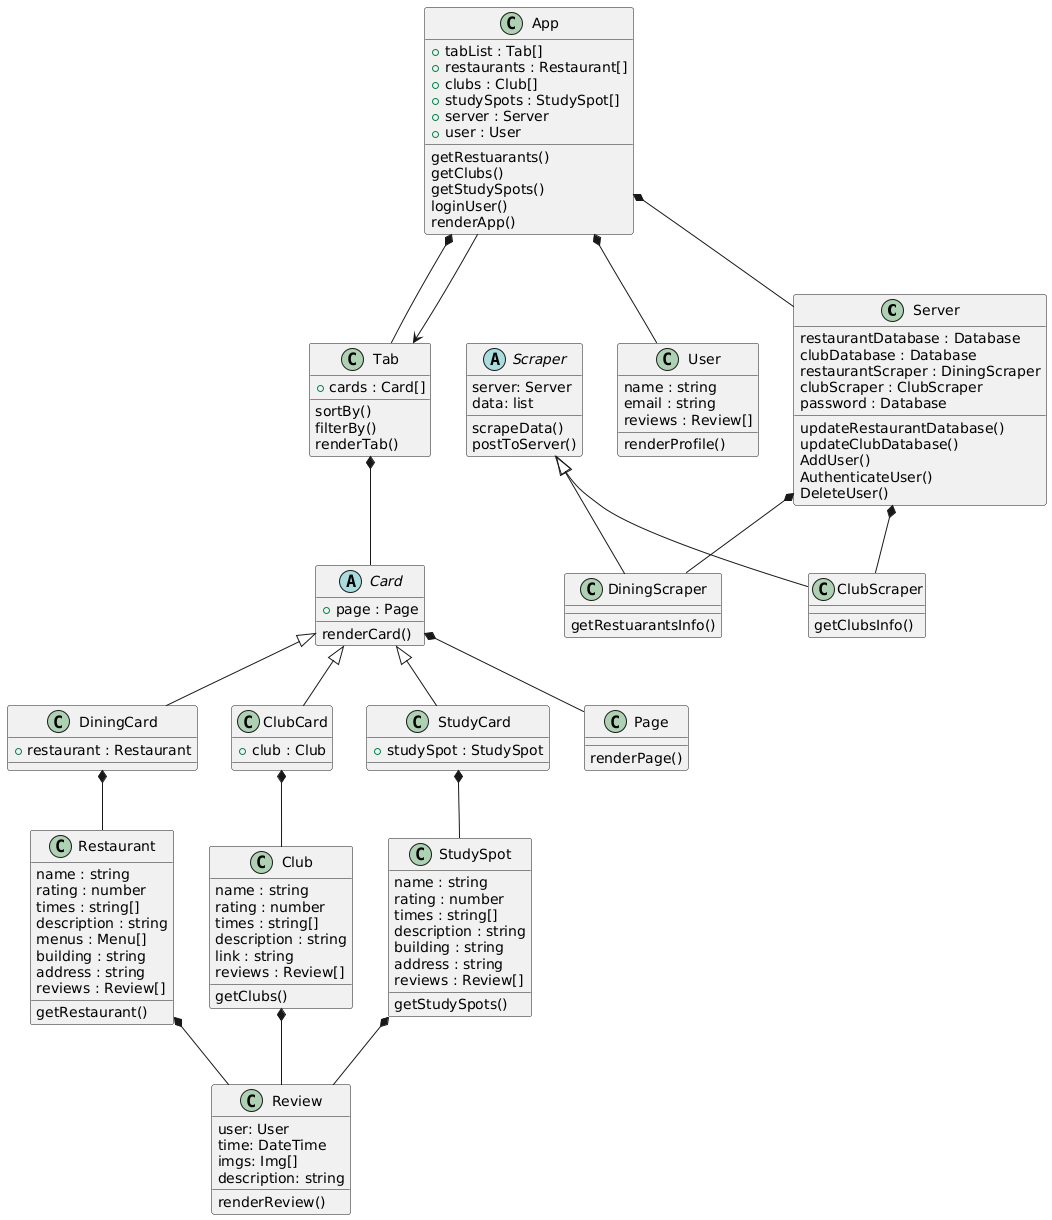 C App
tabList : Tab[]
restaurants : Restaurant[]
clubs : Club[]
studySpots : StudySpot[]
server : Server
user : User
getRestuarants()
getClubs()
getStudySpots()
loginUser()
renderApp()
C Tab
cards : Card[]
sortBy()
filterBy()
renderTab()
A Scraper
server: Server
data: list
scrapeData()
postToServer()
C User
name : string
email : string
reviews : Review[]
renderProfile()
C Server
restaurantDatabase : Database
clubDatabase : Database
restaurantScraper : DiningScraper
clubScraper : ClubScraper
password : Database
updateRestaurantDatabase()
updateClubDatabase()
AddUser()
AuthenticateUser()
DeleteUser()
A Card
page : Page
renderCard()
C DiningScraper
getRestuarantsInfo()
C ClubScraper
getClubsInfo()
C DiningCard
restaurant : Restaurant
C ClubCard
club : Club
C StudyCard
studySpot : StudySpot
C Page
renderPage()
C Restaurant
name : string
rating : number
times : string[]
description : string
menus : Menu[]
building : string
address : string
reviews : Review[]
getRestaurant()
C Club
name : string
rating : number
times : string[]
description : string
link : string
reviews : Review[]
getClubs()
C StudySpot
name : string
rating : number
times : string[]
description : string
building : string
address : string
reviews : Review[]
getStudySpots()
C Review
user: User
time: DateTime
imgs: Img[]
description: string
renderReview()